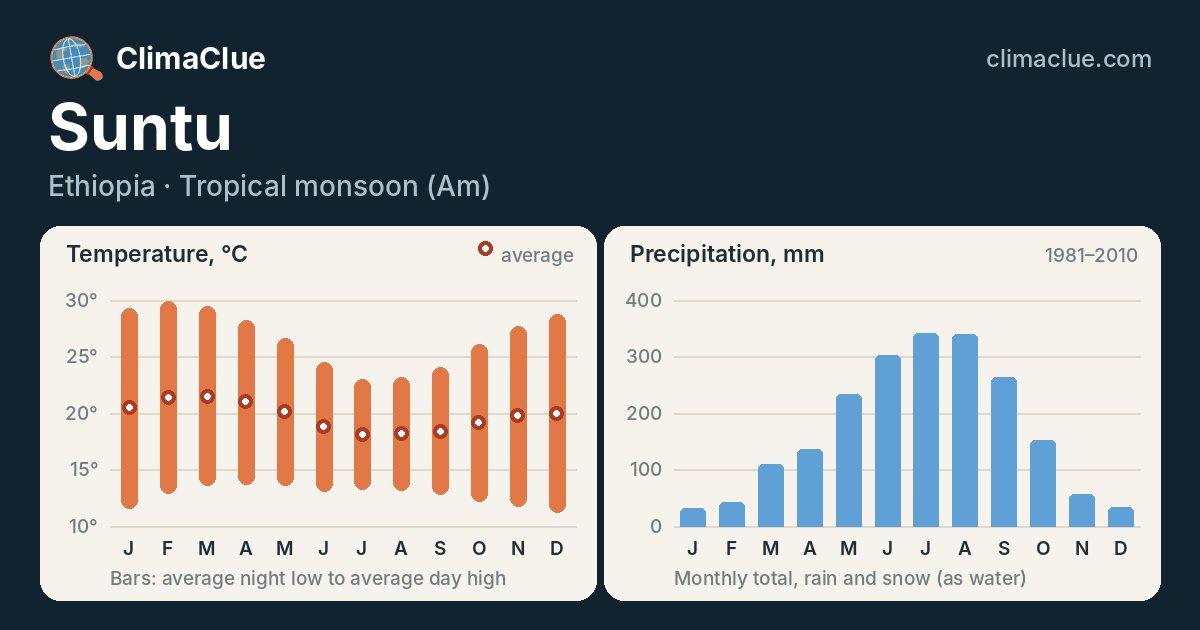 ClimaClue
climaclue.com
Suntu
Ethiopia · Tropical monsoon (Am)
Temperature, °C
average
30°
25°
20°
15°
10°
J F M A M J J A S O N D
Bars: average night low to average day high
Precipitation, mm
1981–2010
400
300
200
100
0
J F M A M J J A S O N D
Monthly total, rain and snow (as water)